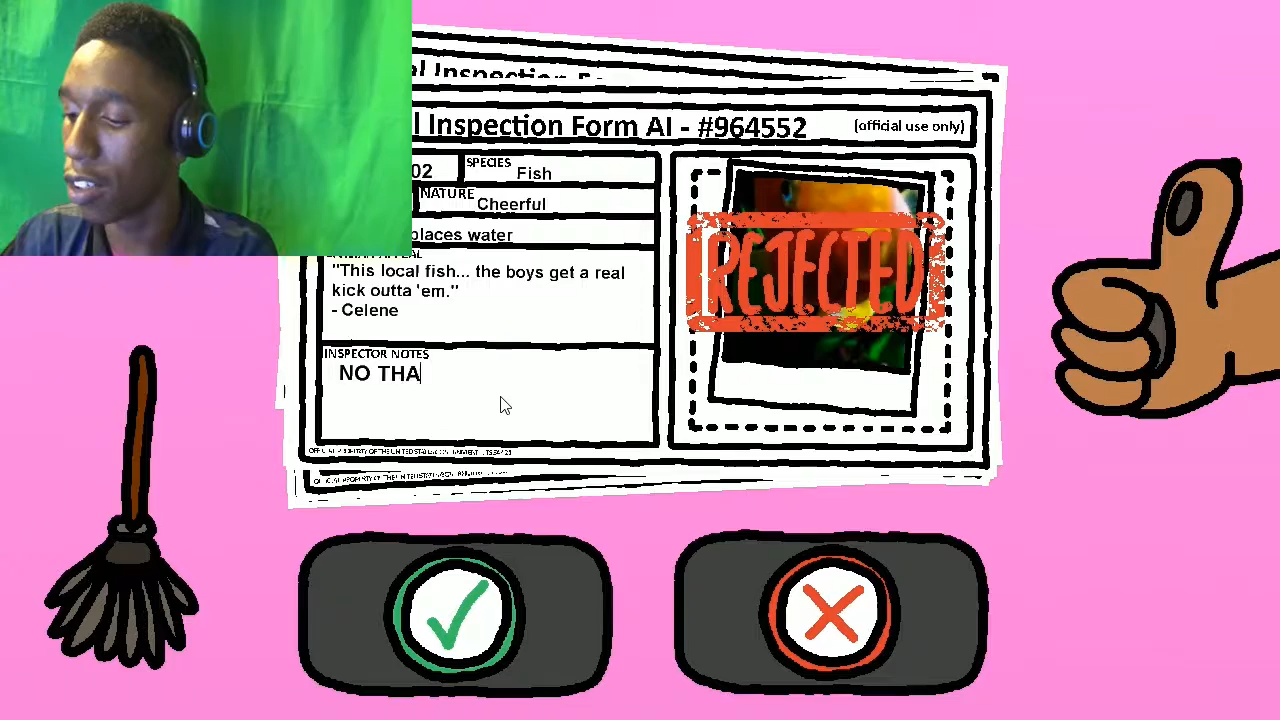 l Inspection Form AI - #964552
(official use only)
02
SPECIES Fish
NATURE Cheerful
places water
"This local fish... the boys get a real
kick outta 'em."
- Celene
INSPECTOR NOTES
NO THA
REJECTED